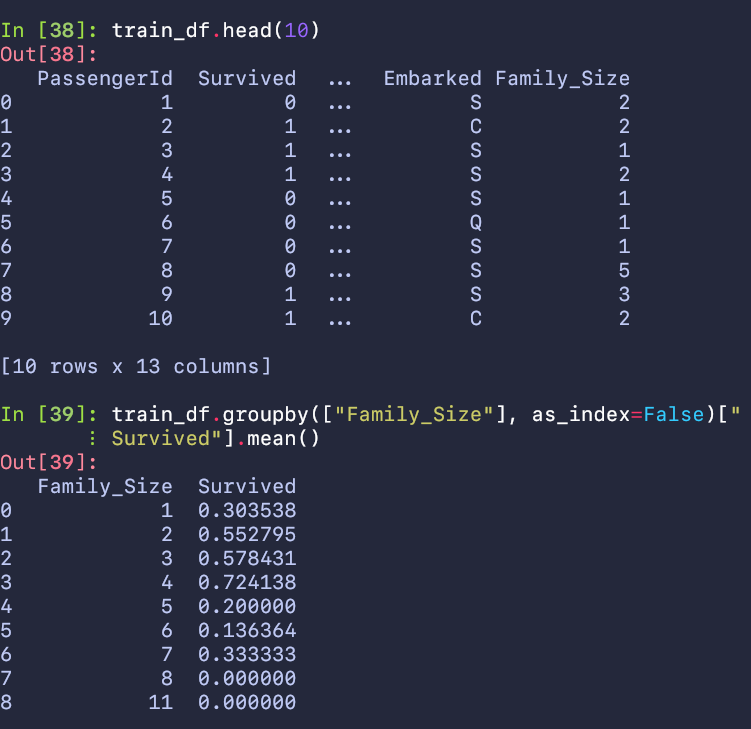 In [38]: train_df.head(10)
Out[38]:
   PassengerId  Survived  ...  Embarked Family_Size
0            1         0  ...         S           2
1            2         1  ...         C           2
2            3         1  ...         S           1
3            4         1  ...         S           2
4            5         0  ...         S           1
5            6         0  ...         Q           1
6            7         0  ...         S           1
7            8         0  ...         S           5
8            9         1  ...         S           3
9           10         1  ...         C           2
[10 rows x 13 columns]
In [39]: train_df.groupby(["Family_Size"], as_index=False)["
       ⋮ Survived"].mean()
Out[39]:
   Family_Size  Survived
0            1  0.303538
1            2  0.552795
2            3  0.578431
3            4  0.724138
4            5  0.200000
5            6  0.136364
6            7  0.333333
7            8  0.000000
8           11  0.000000